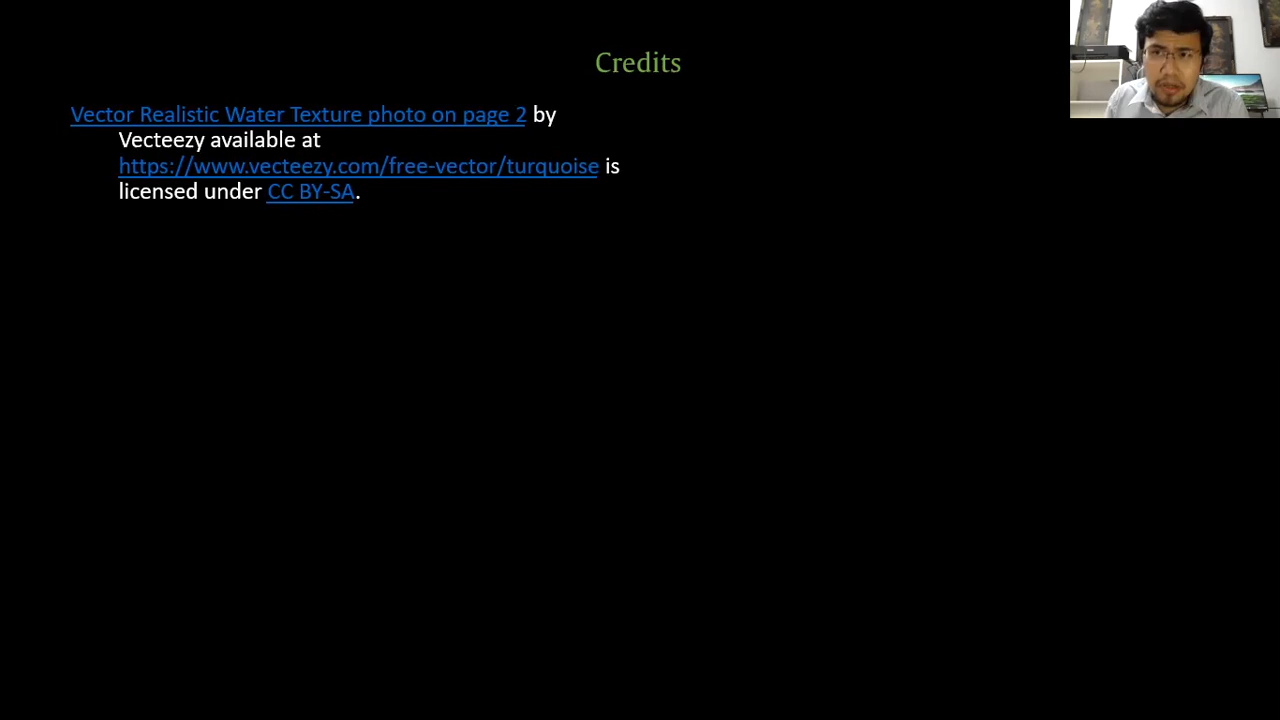 Credits
Vector Realistic Water Texture photo on page 2 by
Vecteezy available at
https://www.vecteezy.com/free-vector/turquoise is
licensed under CC BY-SA.